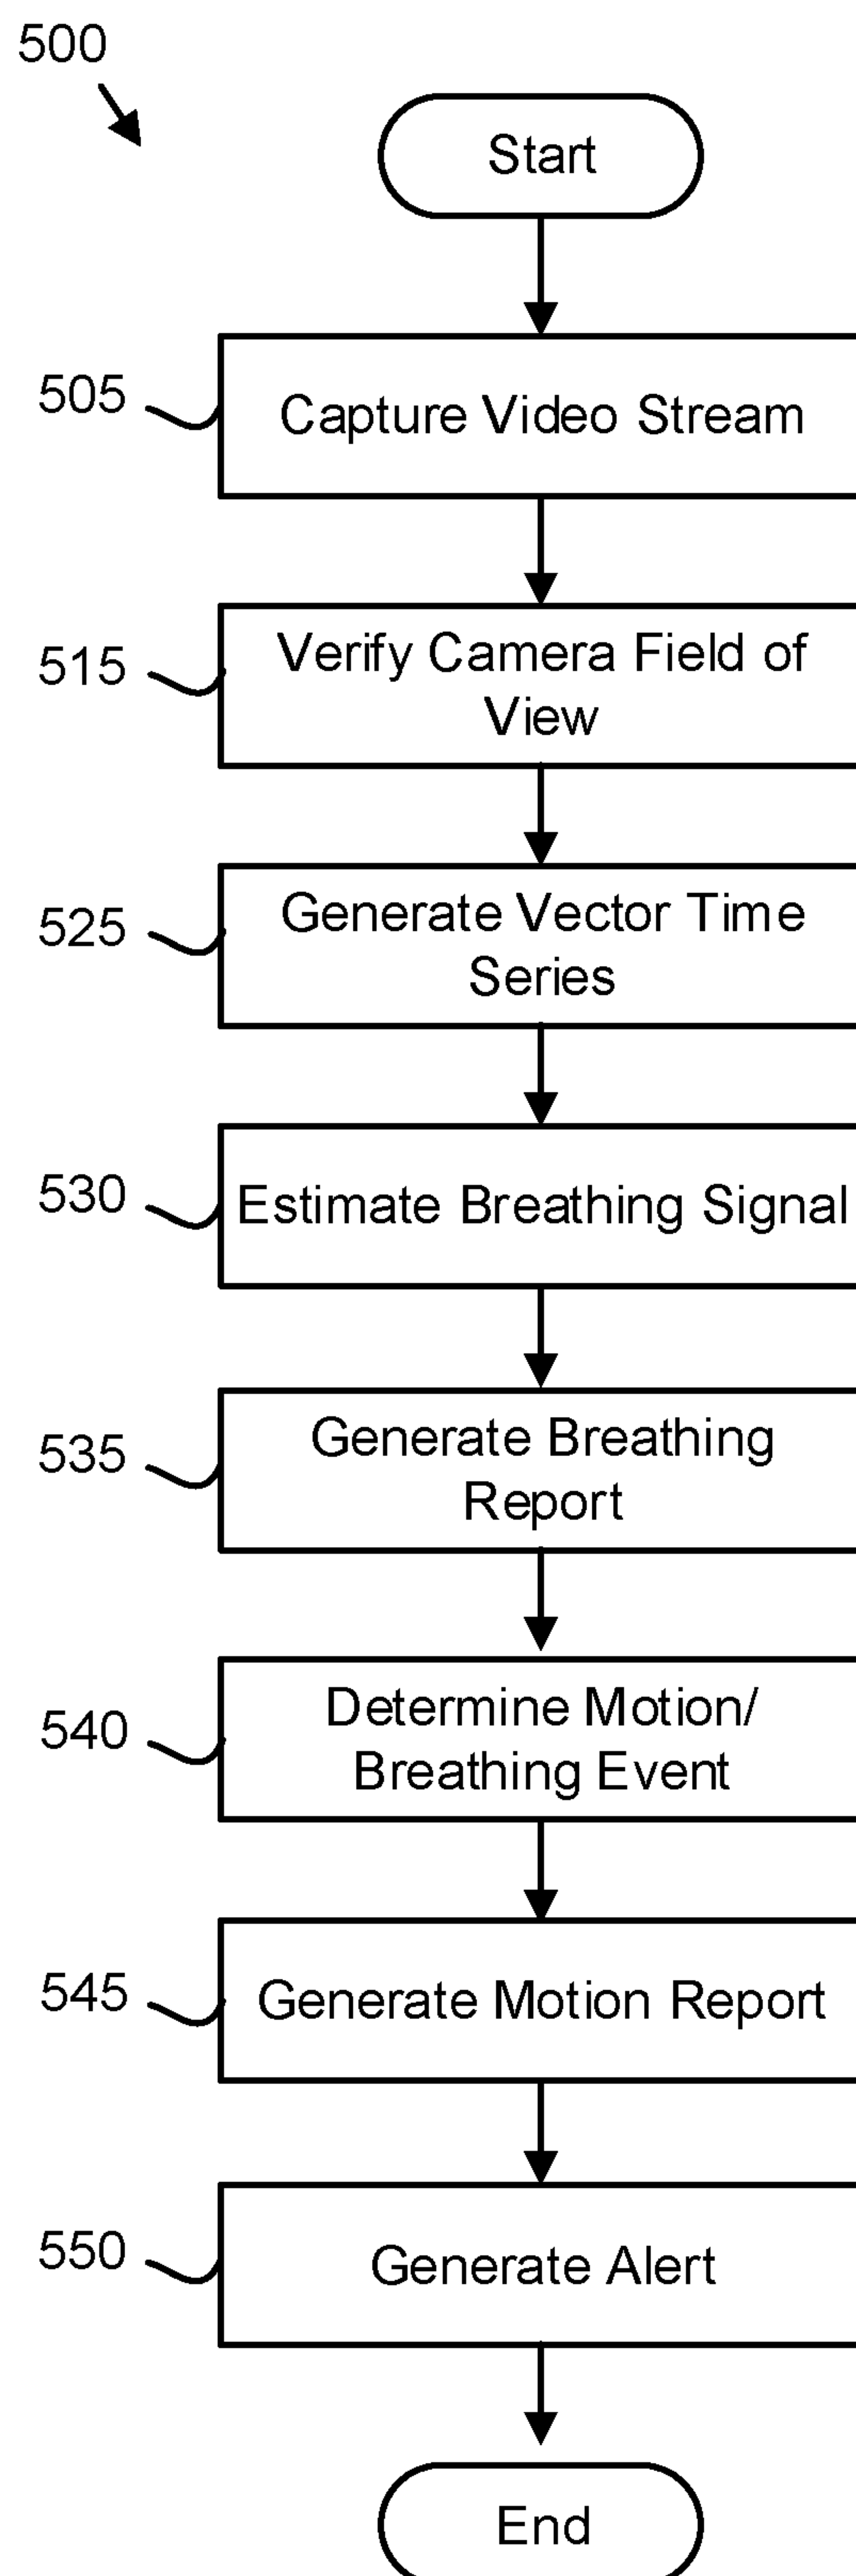 500
Start
505
Capture Video Stream
515
Verify Camera Field of
View
525
Generate Vector Time
Series
530
Estimate Breathing Signal
535
Generate Breathing
Report
540
Determine Motion/
Breathing Event
545
Generate Motion Report
550
Generate Alert
End